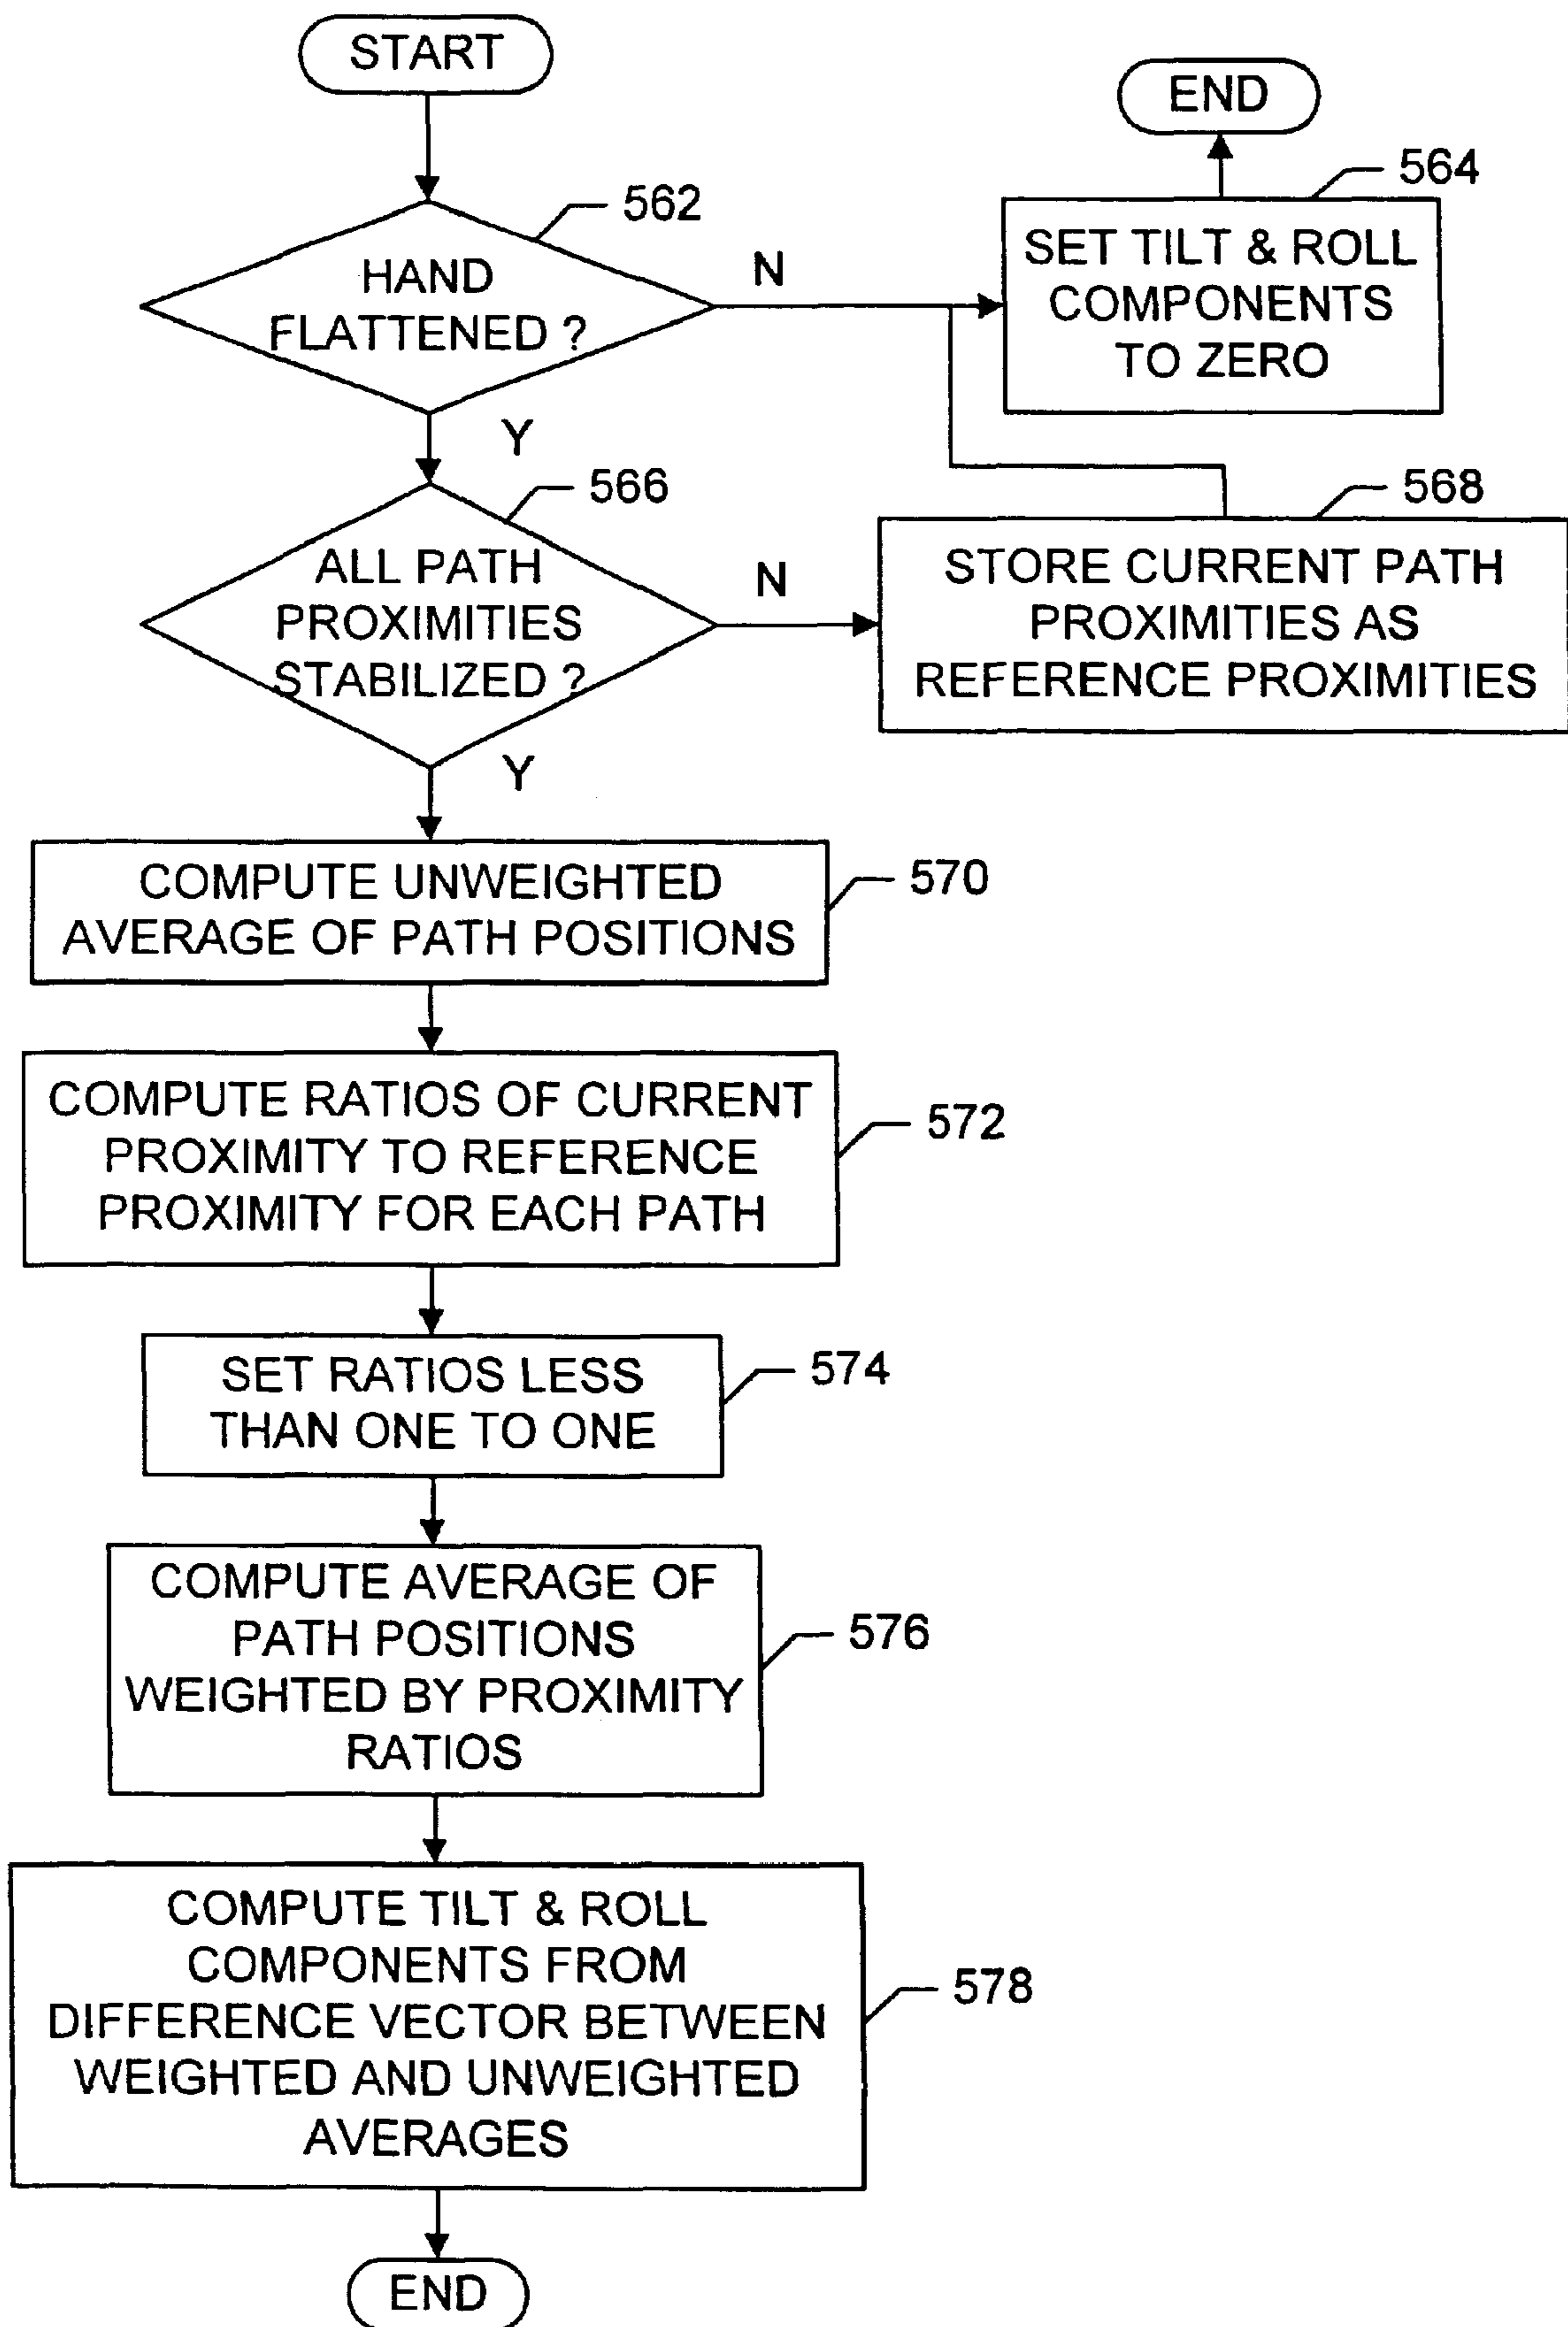 START
END
564
562
SET TILT & ROLL
COMPONENTS
TO ZERO
HAND
FLATTENED ?
N
Y
566
568
ALL PATH
PROXIMITIES
STABILIZED ?
N
STORE CURRENT PATH
PROXIMITIES AS
REFERENCE PROXIMITIES
Y
COMPUTE UNWEIGHTED
AVERAGE OF PATH POSITIONS
570
COMPUTE RATIOS OF CURRENT
PROXIMITY TO REFERENCE
PROXIMITY FOR EACH PATH
572
SET RATIOS LESS
THAN ONE TO ONE
574
COMPUTE AVERAGE OF
PATH POSITIONS
WEIGHTED BY PROXIMITY
RATIOS
576
COMPUTE TILT & ROLL
COMPONENTS FROM
DIFFERENCE VECTOR BETWEEN
WEIGHTED AND UNWEIGHTED
AVERAGES
578
END